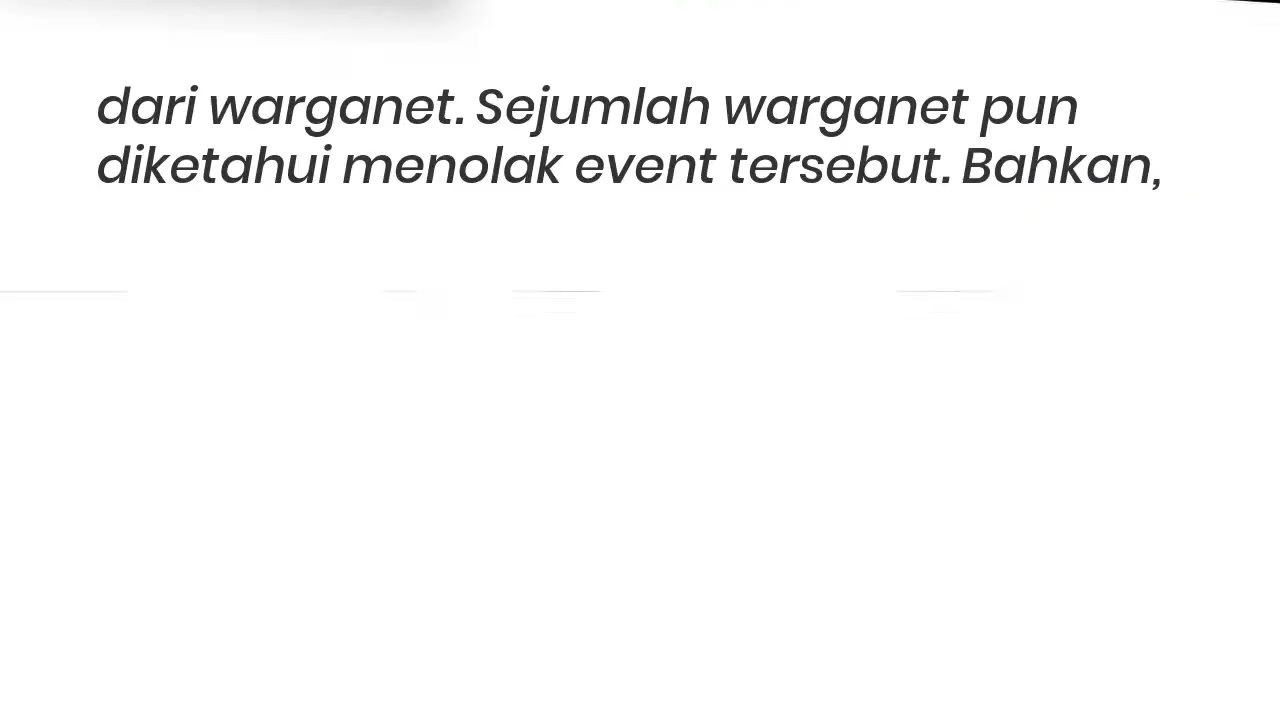 dari warganet. Sejumlah warganet pun
diketahui menolak event tersebut. Bahkan,